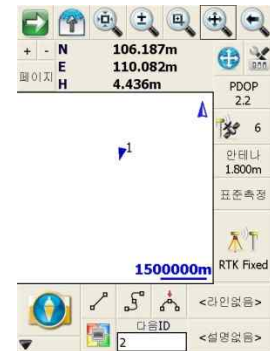 + - N 106.187m
페이지 E 110.082m
H 4.436m
PDOP
2.2
6
안테나
1.800m
표준측정
1
1500000m
RTK Fixed
<라인없음>
다음ID
2
<설명없음>